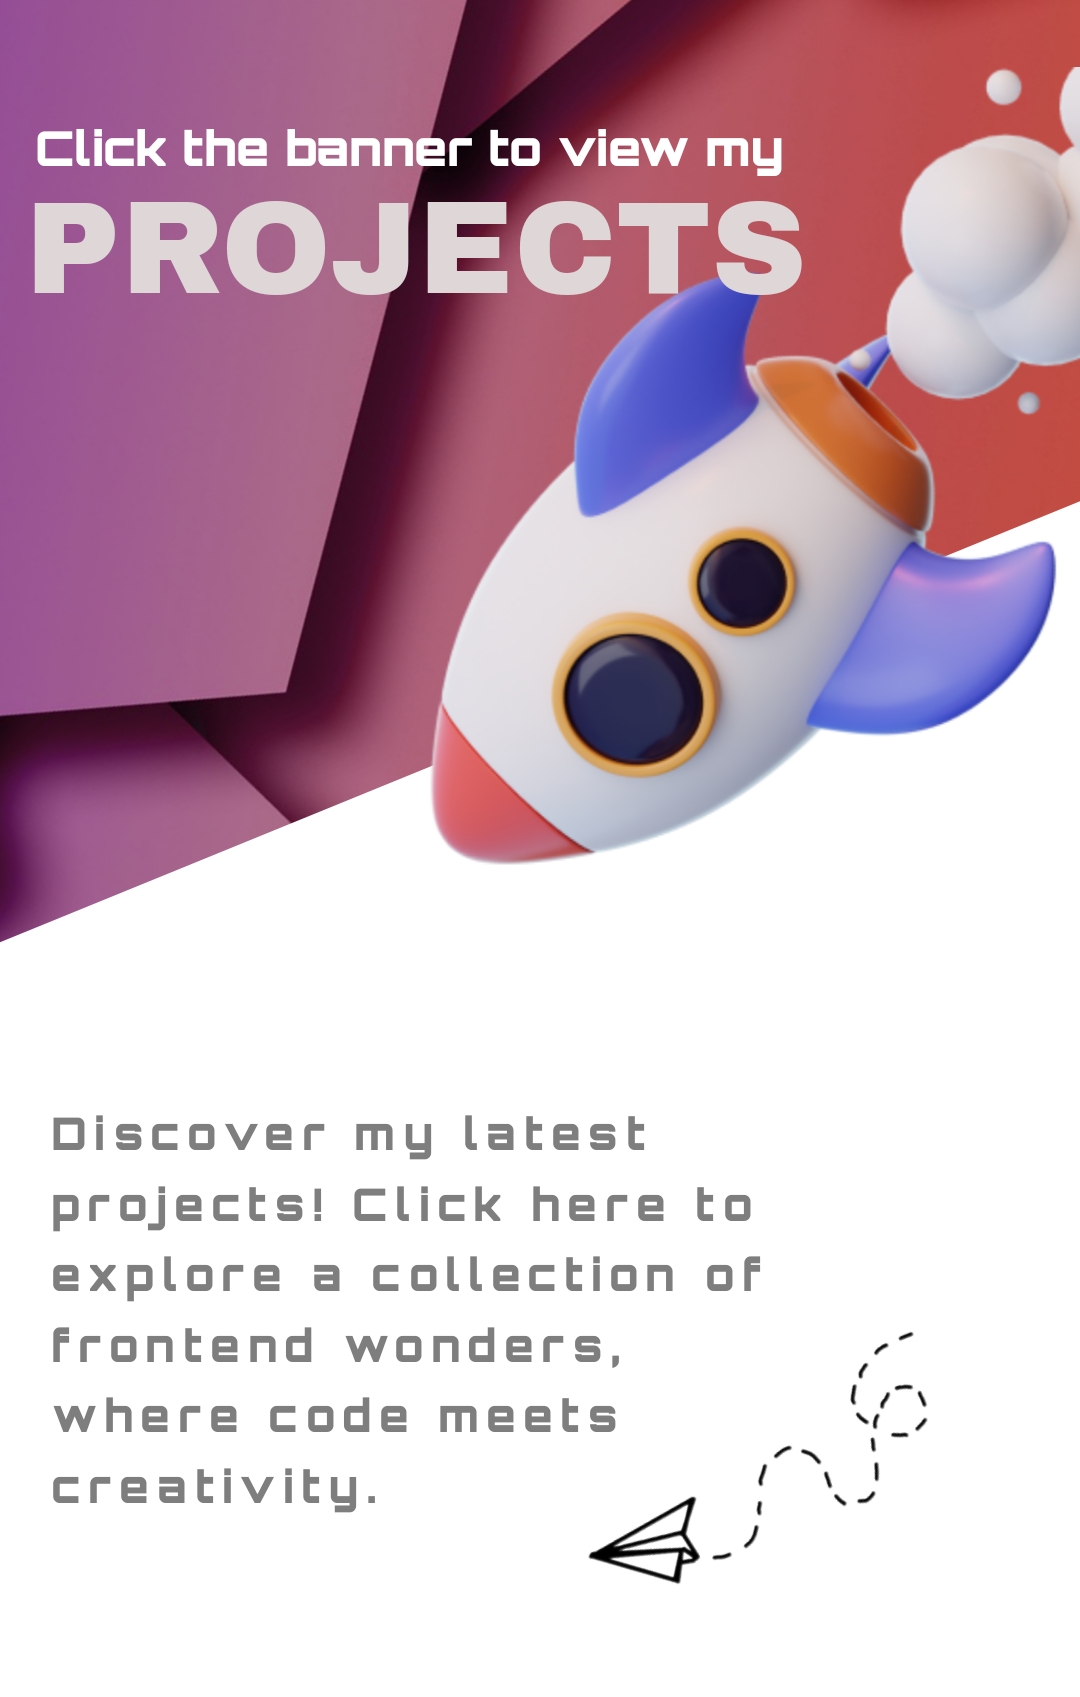 Click the banner to view my
PROJECTS
Discover my latest
projects! Click here to
explore a collection of
frontend wonders,
where code meets
creativity.